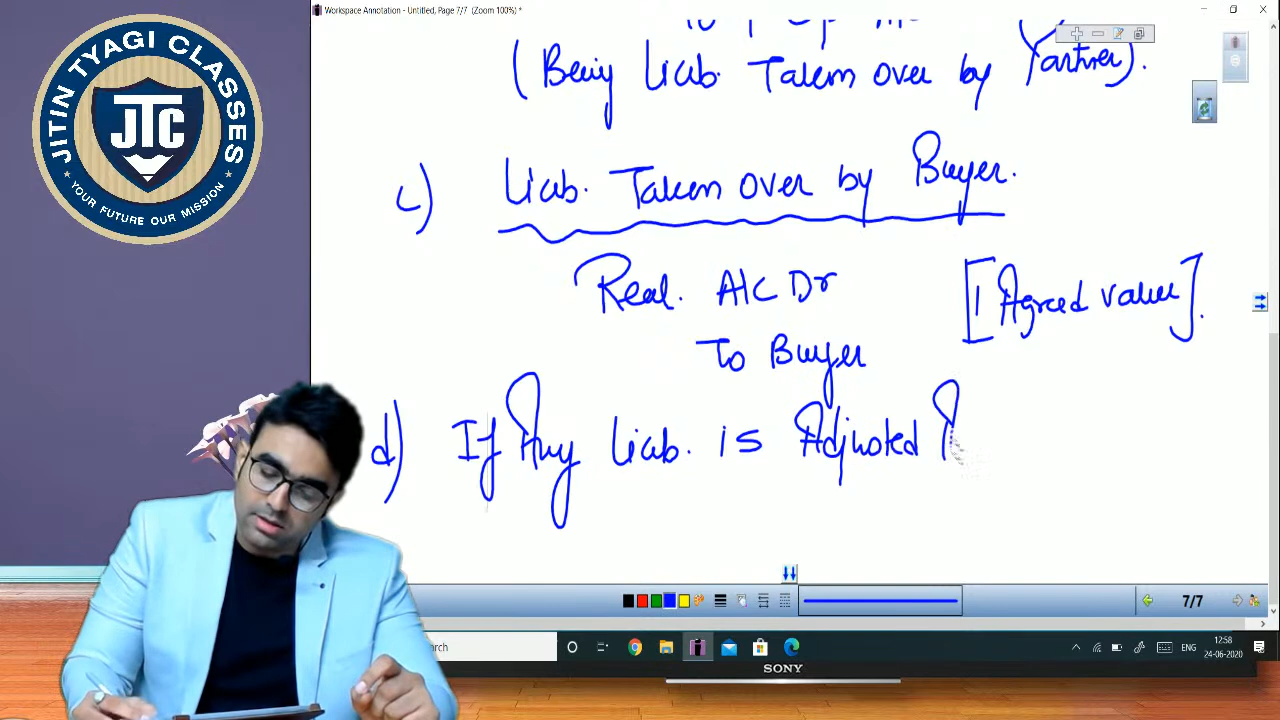 Workspace Annotation - Untitled, Page 7/7 (Zoom 100%) *
JITIN TYAGI CLASSES
JTC
YOUR FUTURE OUR MISSION
(Being Liab. Taken over by Partner).
c) Liab. Taken over by Buyer.
Real. A/C Dr [Agreed value].
To Buyer
d) If Any Liab. is Adjusted
7/7
rch
ENG
12:58
24-06-2020
SONY